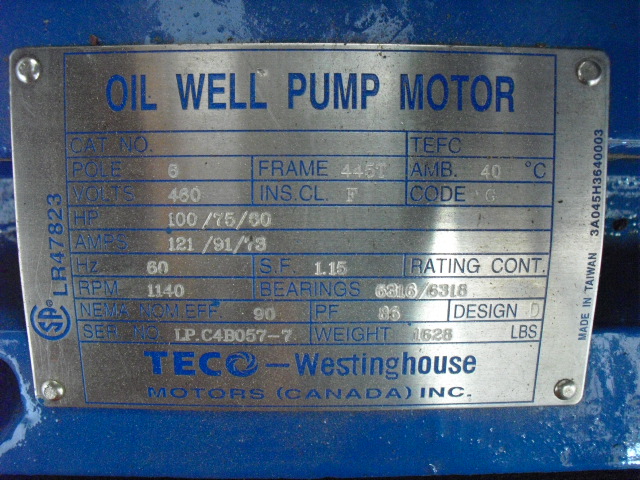 OIL WELL PUMP MOTOR
CAT NO. TEFC
POLE 6 FRAME 445T AMB. 40 °C
VOLTS 460 INS.CL. F CODE G
HP 100/75/60
AMPS 121/91/73
Hz 60 S.F. 1.15 RATING CONT.
RPM 1140 BEARINGS 6316/6316
NEMA NOM.EFF. 90 PF DESIGN D
SER. NO. LP.C4B057-7 WEIGHT 1626 LBS
TECO-Westinghouse
MOTORS (CANADA) INC.
LR47823
MADE IN TAIWAN 3A045H3640003